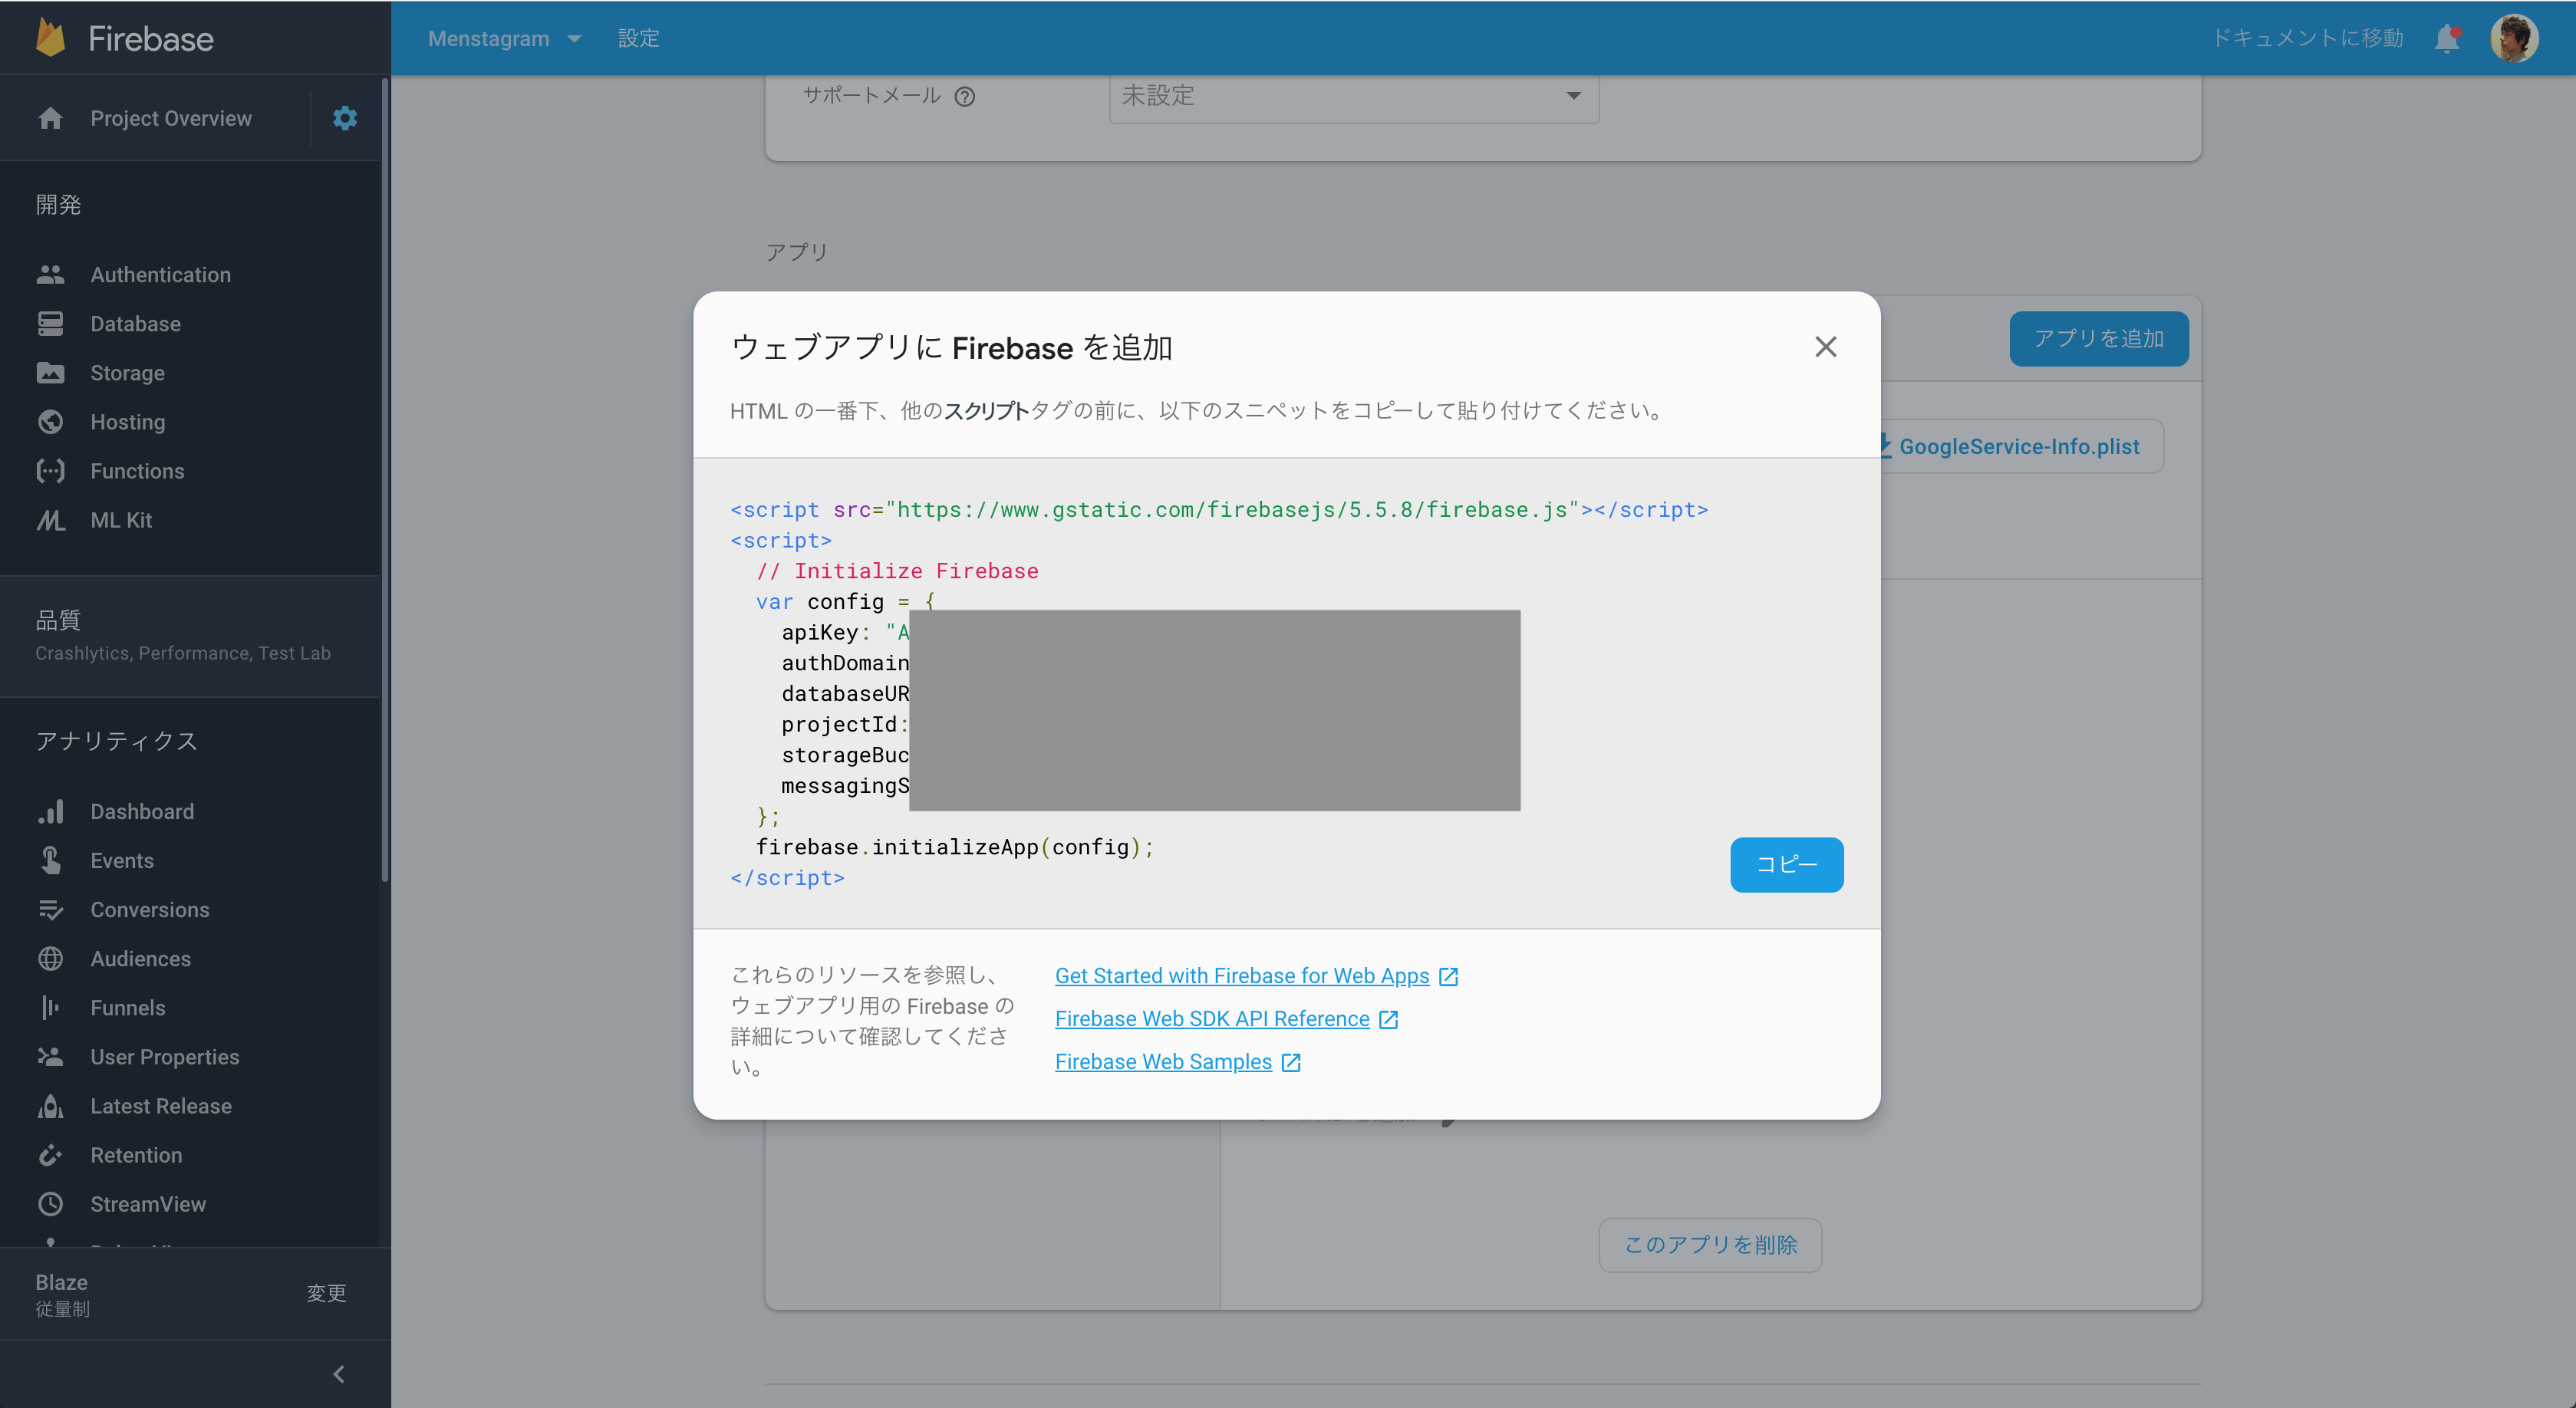 Firebase
Menstagram
設定
ドキュメントに移動
Project Overview
開発
Authentication
Database
Storage
Hosting
Functions
ML Kit
品質
Crashlytics, Performance, Test Lab
アナリティクス
Dashboard
Events
Conversions
Audiences
Funnels
User Properties
Latest Release
Retention
StreamView
Blaze
従量制
変更
サポートメール
未設定
アプリ
アプリを追加
GoogleService-Info.plist
ウェブアプリに Firebase を追加
HTML の一番下、他のスクリプトタグの前に、以下のスニペットをコピーして貼り付けてください。
<script src="https://www.gstatic.com/firebasejs/5.5.8/firebase.js"></script>
<script>
// Initialize Firebase
var config = {
apiKey: "A
authDomain
databaseUR
projectId:
storageBuc
messagingS
};
firebase.initializeApp(config);
</script>
コピー
これらのリソースを参照し、
ウェブアプリ用の Firebase の
詳細について確認してくださ
い。
Get Started with Firebase for Web Apps
Firebase Web SDK API Reference
Firebase Web Samples
このアプリを削除